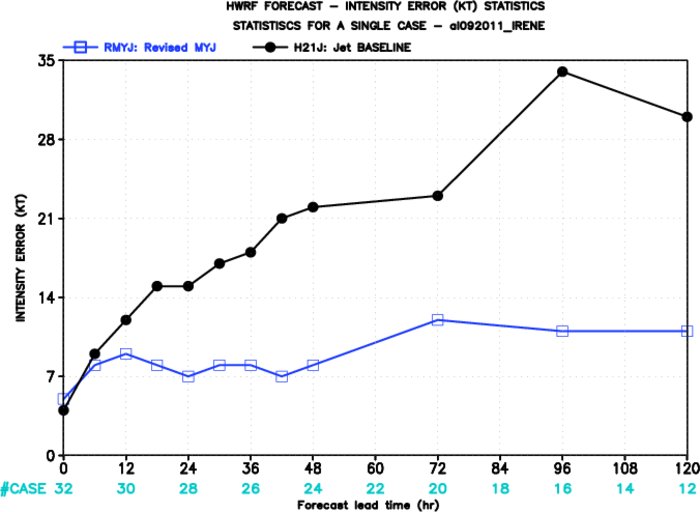 HWRF FORECAST – INTENSITY ERROR (KT) STATISTICS
STATISTISCS FOR A SINGLE CASE – al092011_IRENE
RMYJ: Revised MYJ H21J: Jet BASELINE
35
28
21
14
7
0
INTENSITY ERROR (KT)
0 12 24 36 48 60 72 84 96 108 120
#CASE 32 30 28 26 24 22 20 18 16 14 12
Forecast lead time (hr)